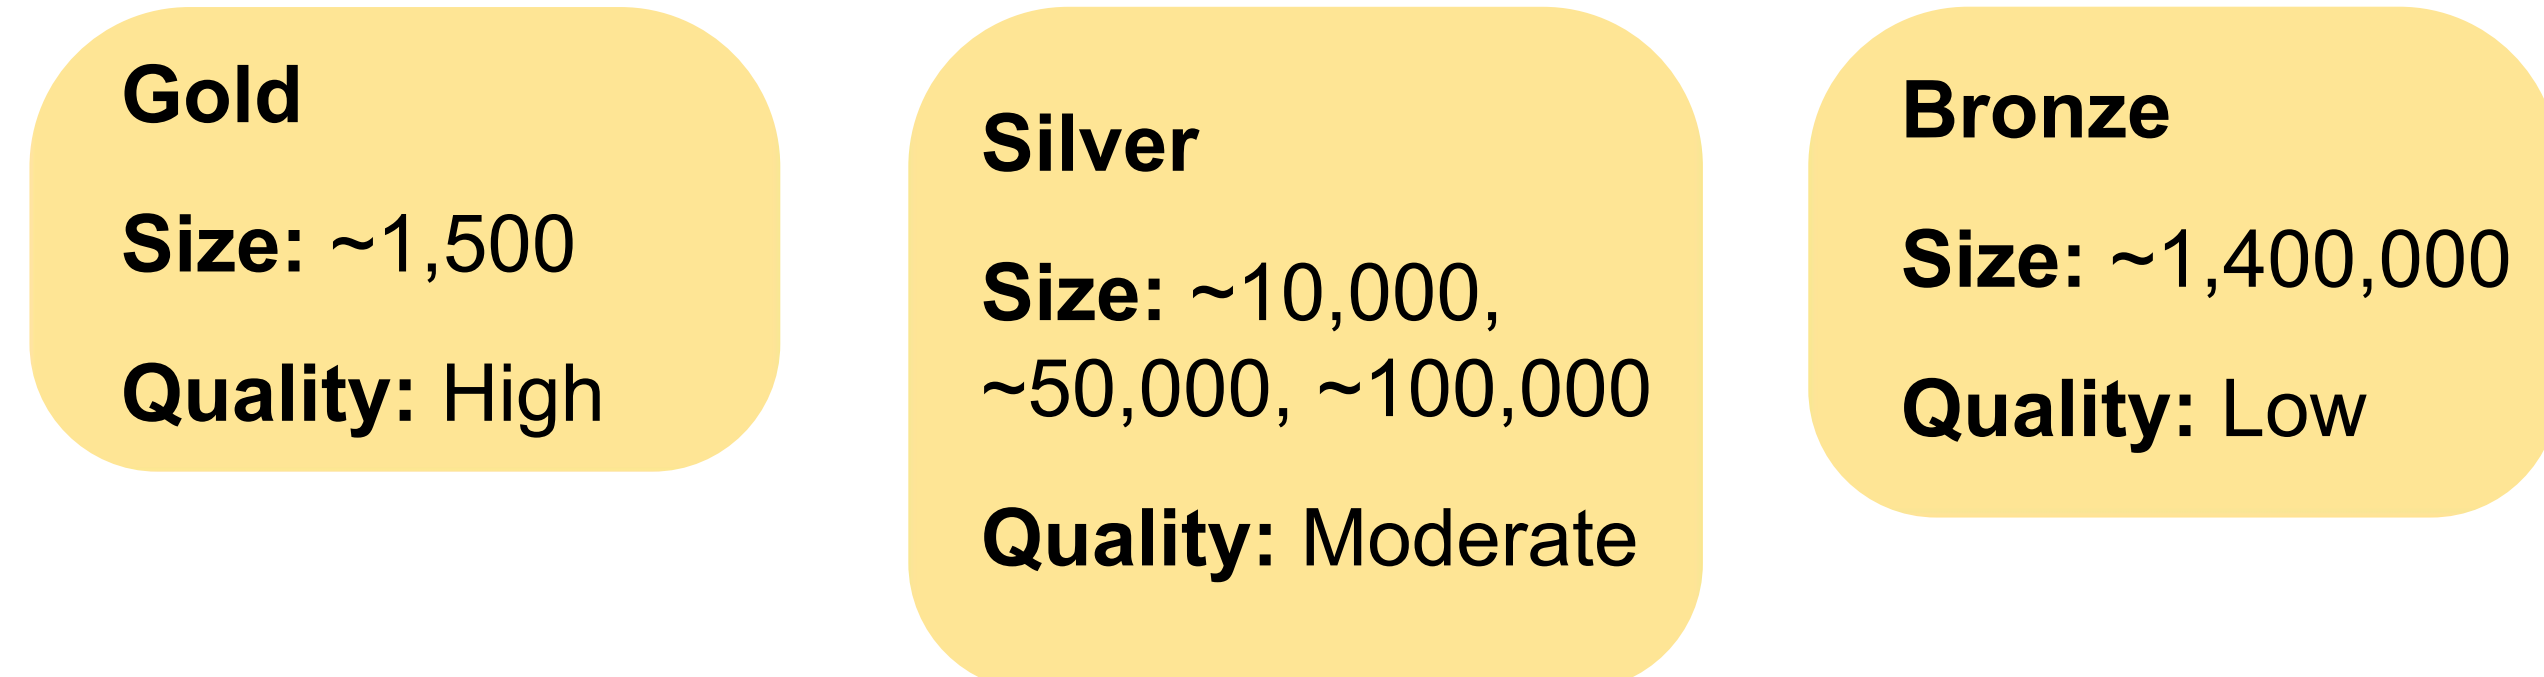 Gold
Size: ~1,500
Quality: High
Silver
Size: ~10,000,
~50,000, ~100,000
Quality: Moderate
Bronze
Size: ~1,400,000
Quality: Low